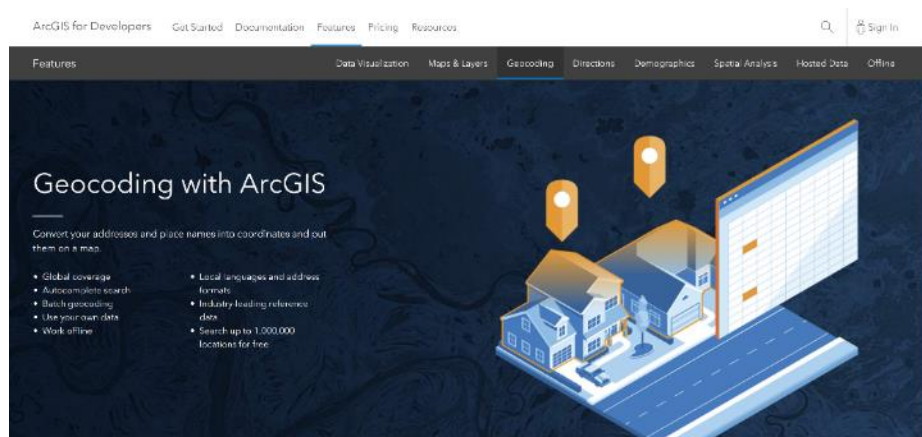 ArcGIS for Developers Get Started Documentation Features Pricing Resources Sign In
Features Data Visualization Maps & Layers Geocoding Directions Demographics Spatial Analysis Hosted Data Offline
Geocoding with ArcGIS
Convert your addresses and place names into coordinates and put
them on a map.
• Global coverage
• Autocomplete search
• Batch geocoding
• Use your own data
• Work offline
• Local languages and address
formats
• Industry-leading reference
data
• Search up to 1,000,000
locations for free